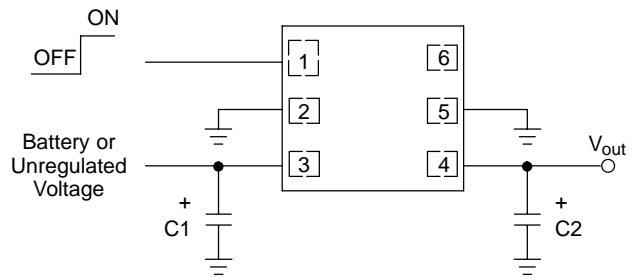 ON
OFF
1
6
2
5
Battery or
Unregulated
Voltage
3
4
Vout
+
C1
+
C2